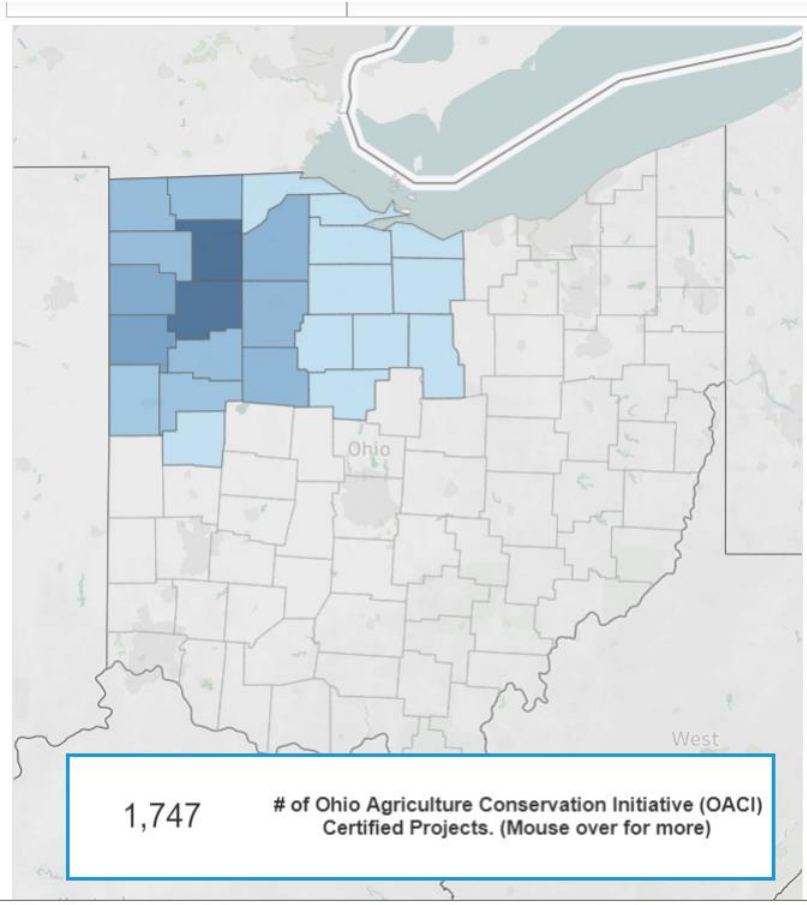 Ohio
West
1,747
# of Ohio Agriculture Conservation Initiative (OACI)
Certified Projects. (Mouse over for more)